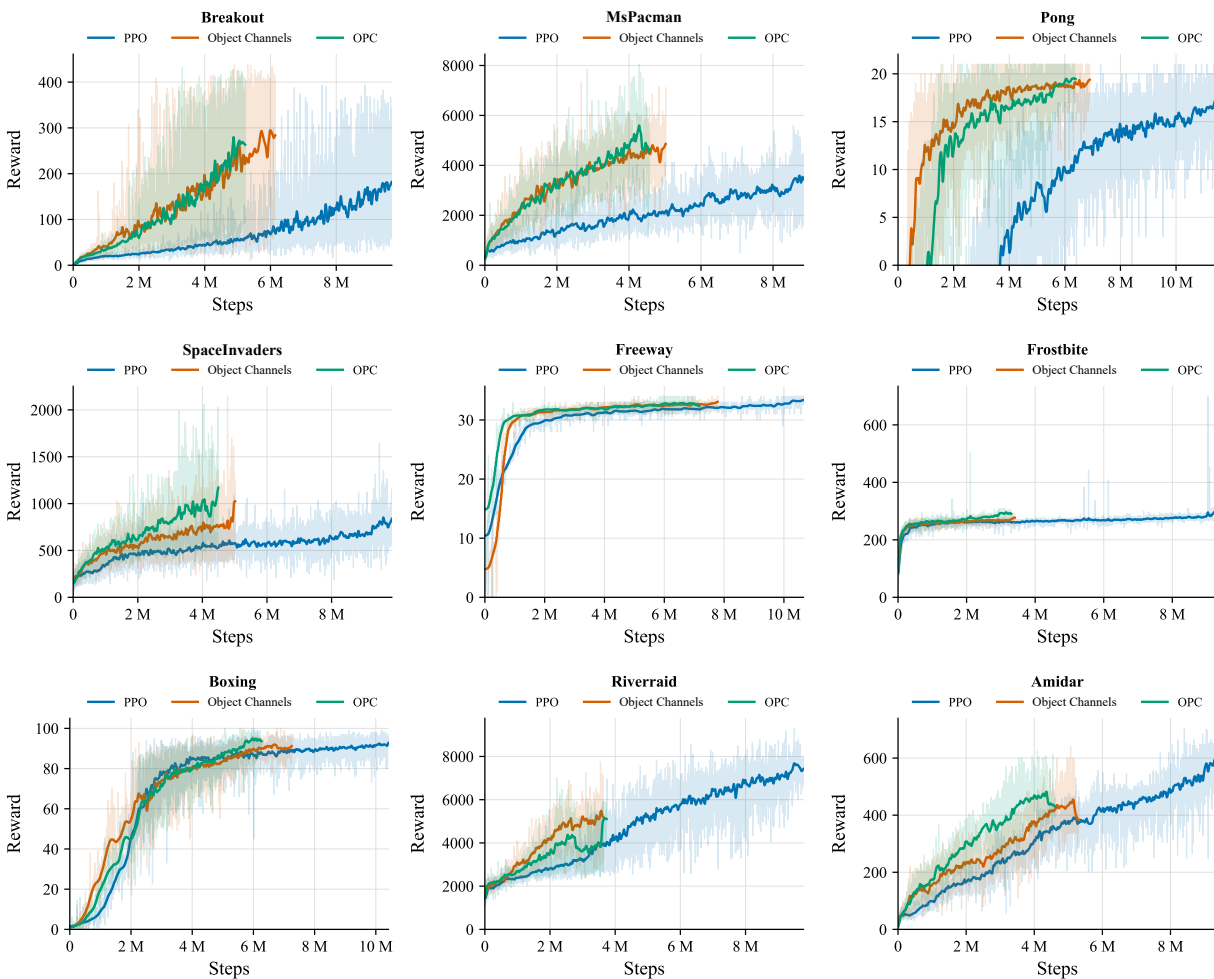 Breakout
PPO Object Channels OPC
400
300
200
100
0
Reward
0 2 M 4 M 6 M 8 M
Steps
MsPacman
PPO Object Channels OPC
8000
6000
4000
2000
0
Reward
0 2 M 4 M 6 M 8 M
Steps
Pong
PPO Object Channels OPC
20
15
10
5
0
Reward
0 2 M 4 M 6 M 8 M 10 M
Steps
SpaceInvaders
PPO Object Channels OPC
2000
1500
1000
500
0
Reward
0 2 M 4 M 6 M 8 M
Steps
Freeway
PPO Object Channels OPC
30
20
10
0
Reward
0 2 M 4 M 6 M 8 M 10 M
Steps
Frostbite
PPO Object Channels OPC
600
400
200
0
Reward
0 2 M 4 M 6 M 8 M
Steps
Boxing
PPO Object Channels OPC
100
80
60
40
20
0
Reward
0 2 M 4 M 6 M 8 M 10 M
Steps
Riverraid
PPO Object Channels OPC
8000
6000
4000
2000
0
Reward
0 2 M 4 M 6 M 8 M
Steps
Amidar
PPO Object Channels OPC
600
400
200
0
Reward
0 2 M 4 M 6 M 8 M
Steps